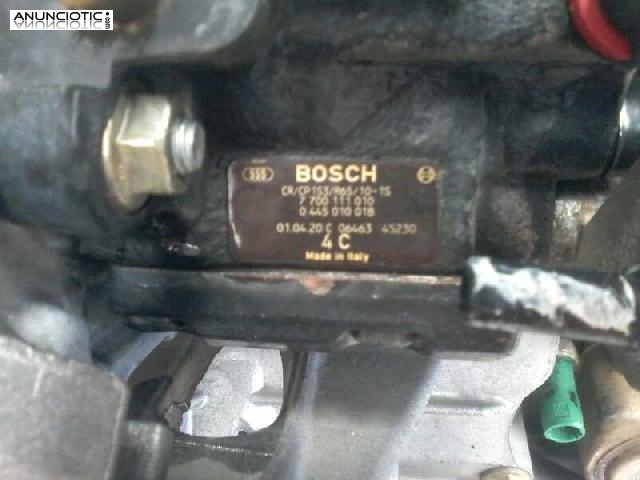 ANUNCIOTIC.com
BOSCH
CR/CP1S3/R65/10-1S
7 700 111 010
0 445 010 018
01.04.20 C 06463 45230
4 C
Made in Italy